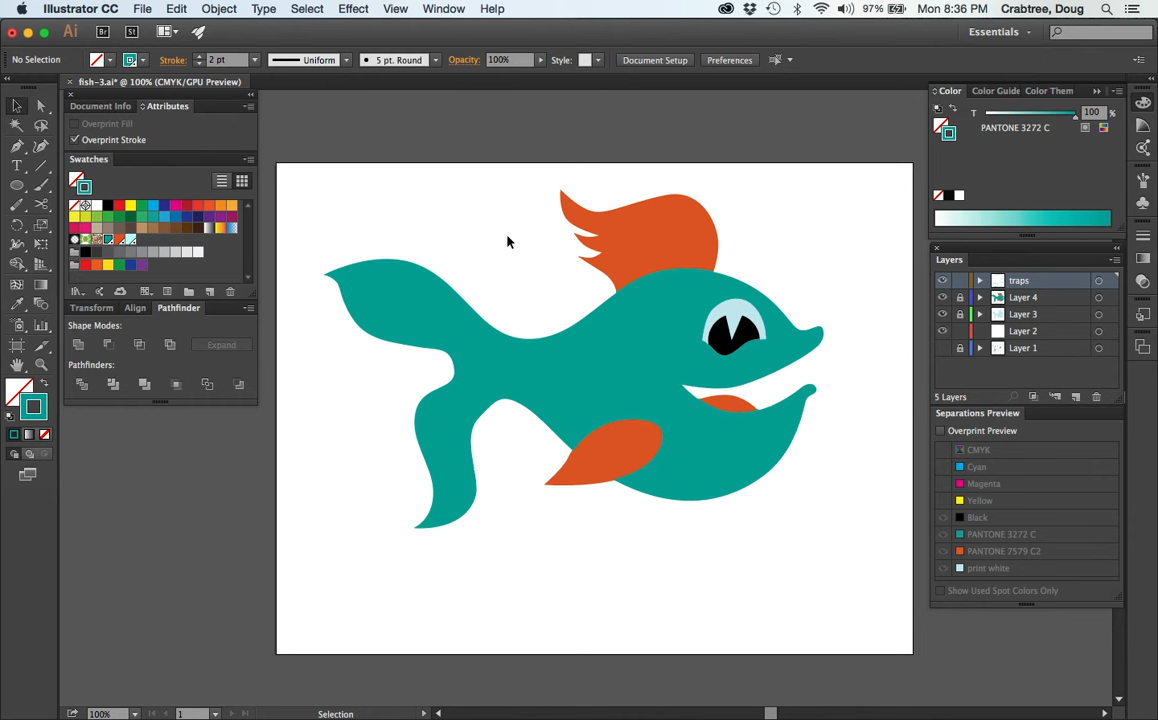 Illustrator CC File Edit Object Type Select Effect View Window Help 97% Mon 8:36 PM Crabtree, Doug
Ai Br St Essentials
No Selection Stroke: 2 pt Uniform 5 pt. Round Opacity: 100% Style: Document Setup Preferences
fish-3.ai* @ 100% (CMYK/GPU Preview)
Document Info Attributes
Overprint Fill
Overprint Stroke
Swatches
Transform Align Pathfinder
Shape Modes:
Expand
Pathfinders:
Color Color Guide Color Them
T 100 %
PANTONE 3272 C
Layers
traps
Layer 4
Layer 3
Layer 2
Layer 1
5 Layers
Separations Preview
Overprint Preview
CMYK
Cyan
Magenta
Yellow
Black
PANTONE 3272 C
PANTONE 7579 C2
print white
Show Used Spot Colors Only
100% 1 Selection